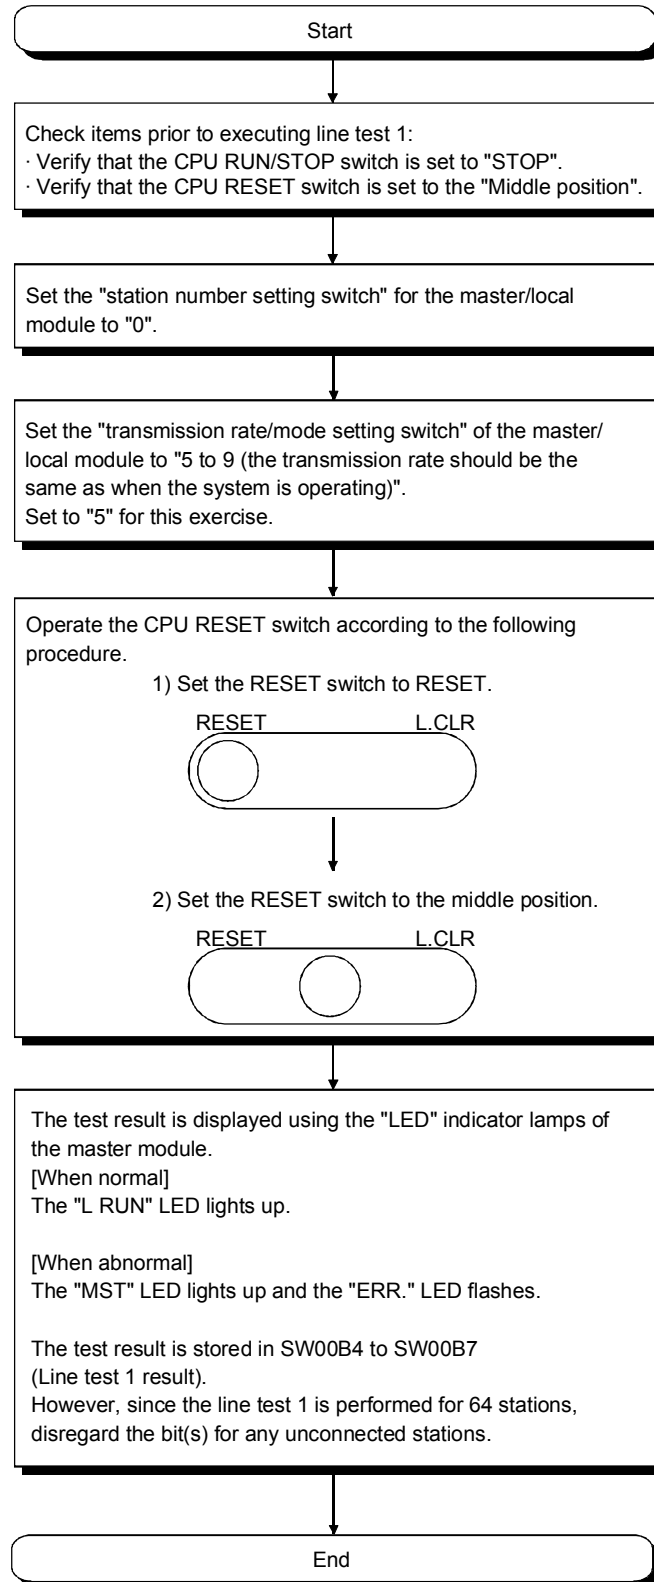 Start
Check items prior to executing line test 1:
· Verify that the CPU RUN/STOP switch is set to "STOP".
· Verify that the CPU RESET switch is set to the "Middle position".
Set the "station number setting switch" for the master/local
module to "0".
Set the "transmission rate/mode setting switch" of the master/
local module to "5 to 9 (the transmission rate should be the
same as when the system is operating)".
Set to "5" for this exercise.
Operate the CPU RESET switch according to the following
procedure.
1) Set the RESET switch to RESET.
RESET L.CLR
2) Set the RESET switch to the middle position.
RESET L.CLR
The test result is displayed using the "LED" indicator lamps of
the master module.
[When normal]
The "L RUN" LED lights up.
[When abnormal]
The "MST" LED lights up and the "ERR." LED flashes.
The test result is stored in SW00B4 to SW00B7
(Line test 1 result).
However, since the line test 1 is performed for 64 stations,
disregard the bit(s) for any unconnected stations.
End